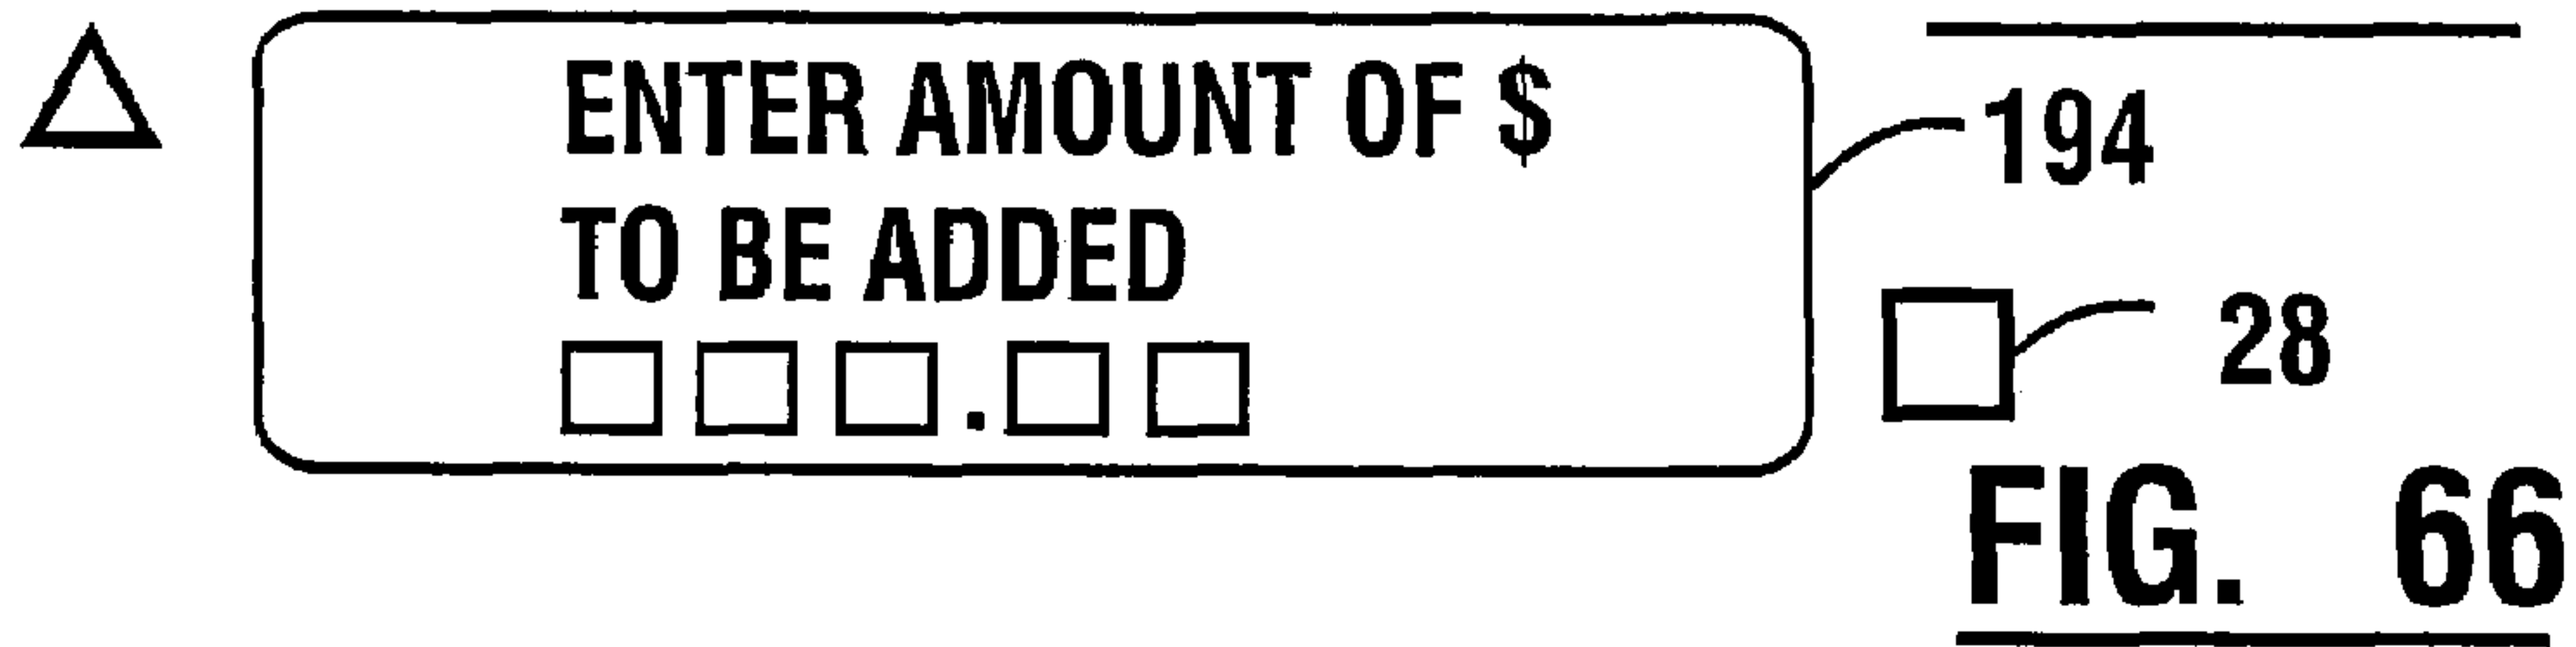 ENTER AMOUNT OF $
TO BE ADDED
.
194
28
FIG. 66